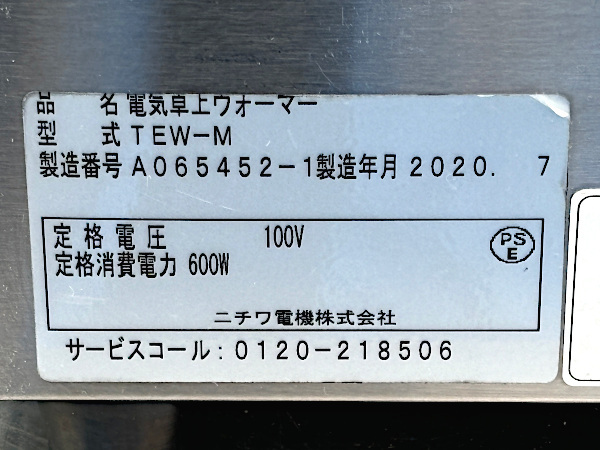 品 名 電気卓上ウォーマー
型 式 TEW-M
製造番号 A065452-1 製造年月 2020. 7
定格電圧 100V
定格消費電力 600W
PS
E
ニチワ電機株式会社
サービスコール:0120-218506